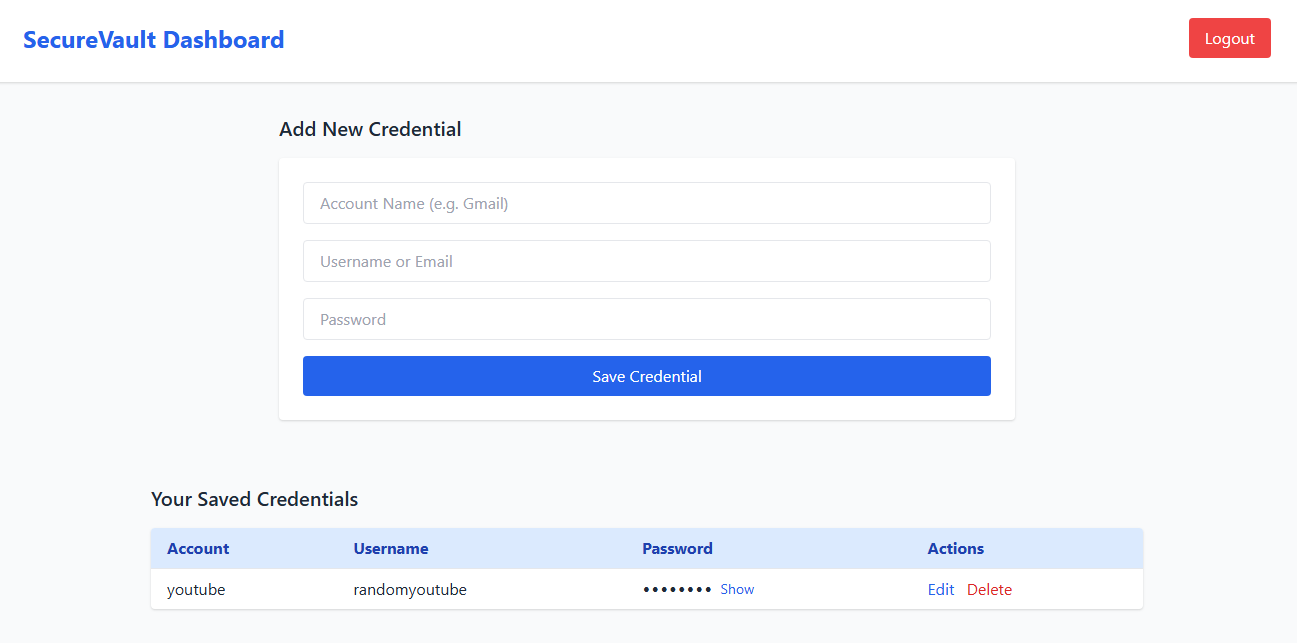 SecureVault Dashboard
Logout
Add New Credential
Account Name (e.g. Gmail)
Username or Email
Password
Save Credential
Your Saved Credentials
Account Username Password Actions
youtube randomyoutube •••••••• Show Edit Delete